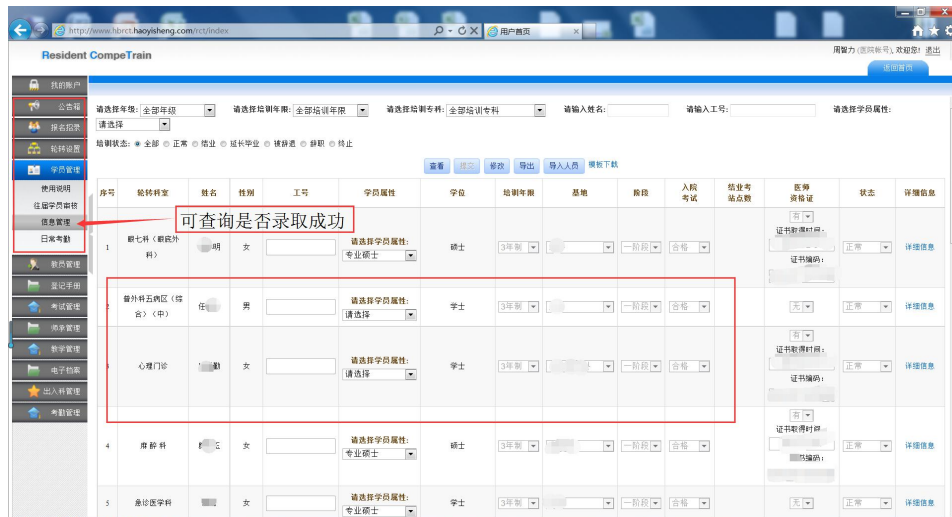 http://www.hbrct.haoyisheng.com/rct/index
用户首页
Resident CompeTrain
周智力(医院帐号),欢迎您! 退出
返回首页
我的账户
公告箱
报名指录
轮转设置
学员管理
使用说明
往届学员审核
信息管理
日常考勤
教员管理
登记手册
考试管理
师承管理
教学管理
电子档案
出入科管理
考勤管理
请选择年级: 全部年级 请选择培训年限: 全部培训年限 请选择培训专科: 全部培训专科 请输入姓名: 请输入工号: 请选择学员属性:
请选择
培训状态: 全部 正常 结业 延长毕业 被辞退 辞职 终止
查看 提交 修改 导出 导入人员 模板下载
序号 轮转科室 姓名 性别 工号 学员属性 学位 培训年限 基地 阶段 入院考试 结业考站点数 医师资格证 状态 详细信息
可查询是否录取成功
1 眼七科（眼底外科） 明 女 请选择学员属性: 专业硕士 硕士 3年制 一阶段 合格 有 证书取得时间: 证书编码: 正常 详细信息
2 普外科五病区（综合）（中） 任 男 请选择学员属性: 请选择 学士 3年制 一阶段 合格 无 正常 详细信息
3 心理门诊 勤 女 请选择学员属性: 请选择 学士 3年制 一阶段 合格 有 证书取得时间: 证书编码: 正常 详细信息
4 麻醉科 女 请选择学员属性: 专业硕士 硕士 3年制 一阶段 合格 有 证书取得时间 书编码: 正常 详细信息
5 急诊医学科 女 请选择学员属性: 专业硕士 学士 3年制 一阶段 合格 无 正常 详细信息